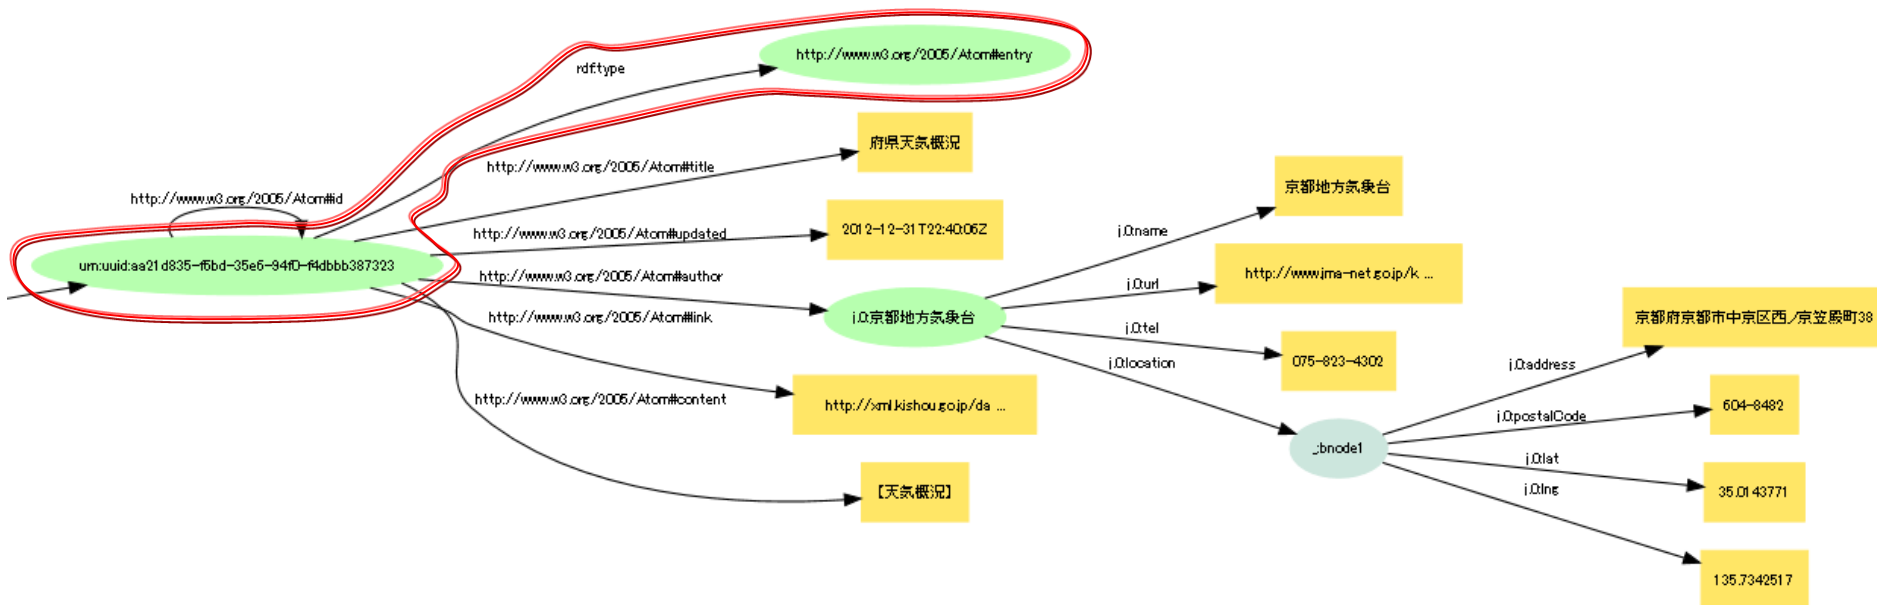 http://www.w3.org/2005/Atom#entry
rdf:type
府県天気概況
http://www.w3.org/2005/Atom#title
京都地方気象台
http://www.w3.org/2005/Atom#id
2012-12-31T22:40:06Z
http://www.w3.org/2005/Atom#updated
j.0:name
urn:uuid:aa21d835-f5bd-35e6-94f0-f4dbbb387323
http://www.w3.org/2005/Atom#author
http://www.jma-net.go.jp/k ...
j.0:url
j.0:京都地方気象台
http://www.w3.org/2005/Atom#link
京都府京都市中京区西ノ京笠殿町38
j.0:tel
075-823-4302
j.0:location
j.0:address
http://www.w3.org/2005/Atom#content
http://xml.kishou.go.jp/da ...
604-8482
j.0:postalCode
_:bnode1
j.0:lat
【天気概況】
35.0143771
j.0:lng
135.7342517